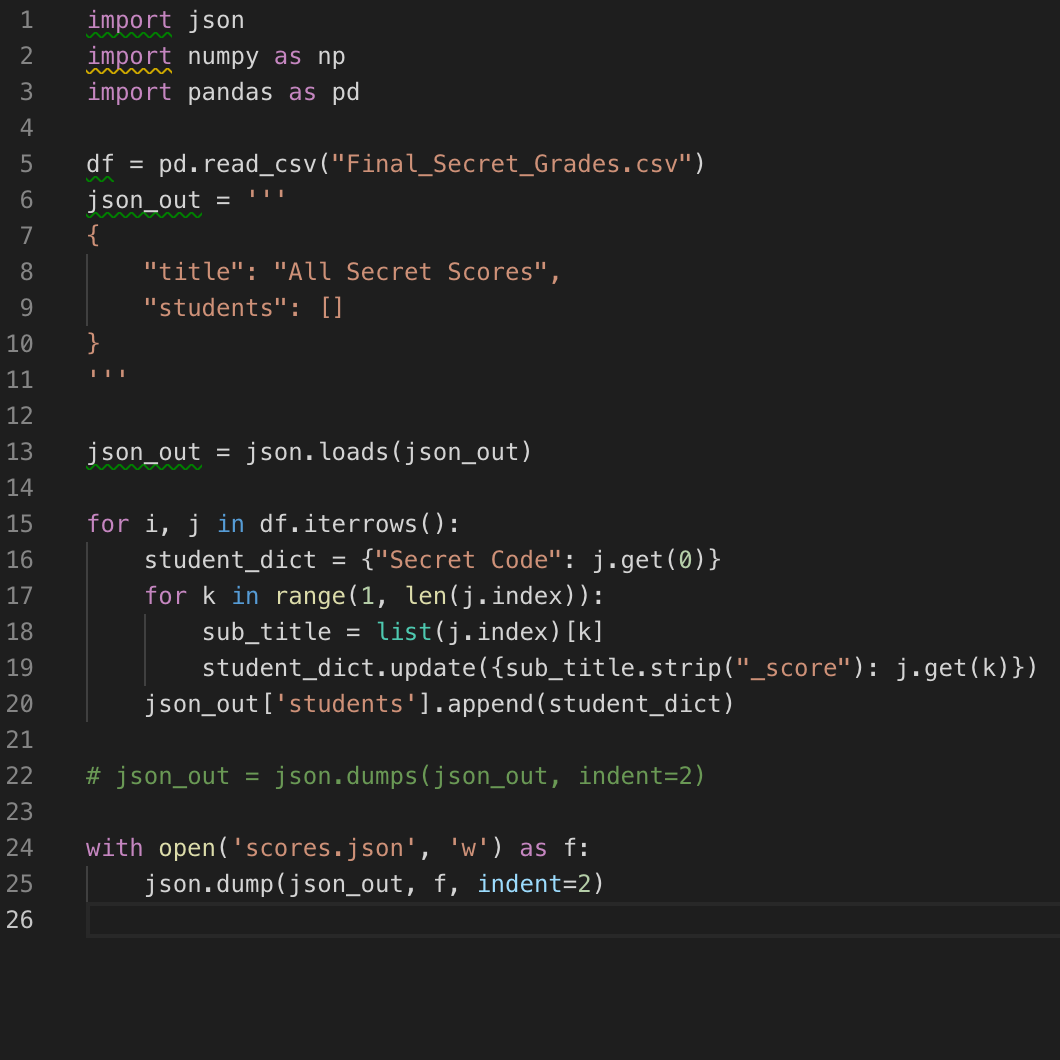 1 import json
2 import numpy as np
3 import pandas as pd
4
5 df = pd.read_csv("Final_Secret_Grades.csv")
6 json_out = '''
7 {
8     "title": "All Secret Scores",
9     "students": []
10 }
11 '''
12
13 json_out = json.loads(json_out)
14
15 for i, j in df.iterrows():
16     student_dict = {"Secret Code": j.get(0)}
17     for k in range(1, len(j.index)):
18         sub_title = list(j.index)[k]
19         student_dict.update({sub_title.strip("_score"): j.get(k)})
20     json_out['students'].append(student_dict)
21
22 # json_out = json.dumps(json_out, indent=2)
23
24 with open('scores.json', 'w') as f:
25     json.dump(json_out, f, indent=2)
26